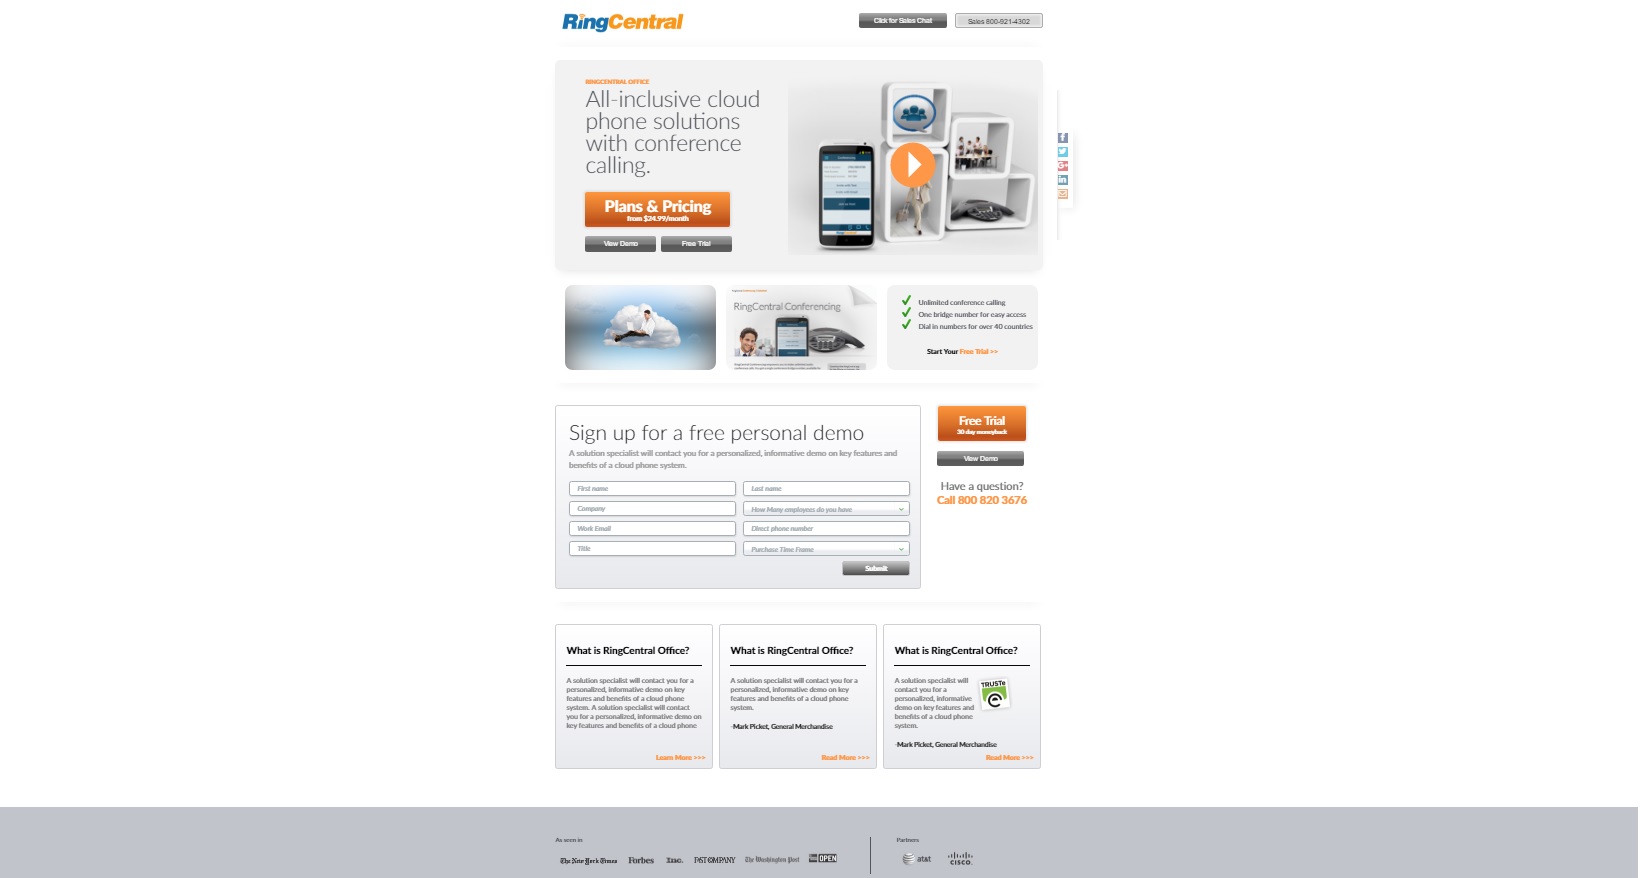 RingCentral
Click for Sales Chat
Sales 800-921-4302
RINGCENTRAL OFFICE
All-inclusive cloud
phone solutions
with conference
calling.
Plans & Pricing
from $24.99/month
View Demo
Free Trial
Conferencing
RingCentral
RingCentral Conferencing
Unlimited conference calling
One bridge number for easy access
Dial in numbers for over 40 countries
Start Your Free Trial >>
Sign up for a free personal demo
A solution specialist will contact you for a personalized, informative demo on key features and
benefits of a cloud phone system.
First name
Last name
Company
How Many employees do you have
Work Email
Direct phone number
Title
Purchase Time Frame
Submit
Free Trial
30 day moneyback
View Demo
Have a question?
Call 800 820 3676
What is RingCentral Office?
A solution specialist will contact you for a
personalized, informative demo on key
features and benefits of a cloud phone
system. A solution specialist will contact
you for a personalized, informative demo on
key features and benefits of a cloud phone
Learn More >>>
What is RingCentral Office?
A solution specialist will contact you for a
personalized, informative demo on key
features and benefits of a cloud phone
system.
-Mark Picket, General Merchandise
Read More >>>
What is RingCentral Office?
A solution specialist will
contact you for a
personalized, informative
demo on key features and
benefits of a cloud phone
system.
TRUSTe
-Mark Picket, General Merchandise
Read More >>>
As seen in
The New York Times
Forbes
Inc.
FAST COMPANY
The Washington Post
OPEN
Partners
at&t
CISCO.